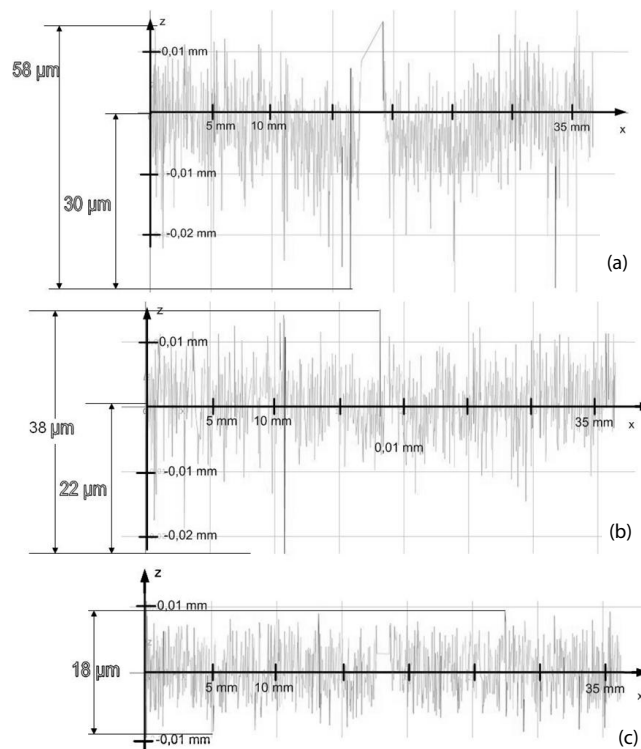 z
0,01 mm
58 µm
5 mm 10 mm 35 mm
x
-0,01 mm
30 µm
-0,02 mm
(a)
z
0,01 mm
5 mm 10 mm 35 mm x
38 µm
0,01 mm
-0,01 mm
22 µm
-0,02 mm
(b)
z
0,01 mm
18 µm
5 mm 10 mm 35 mm x
-0,01 mm
(c)